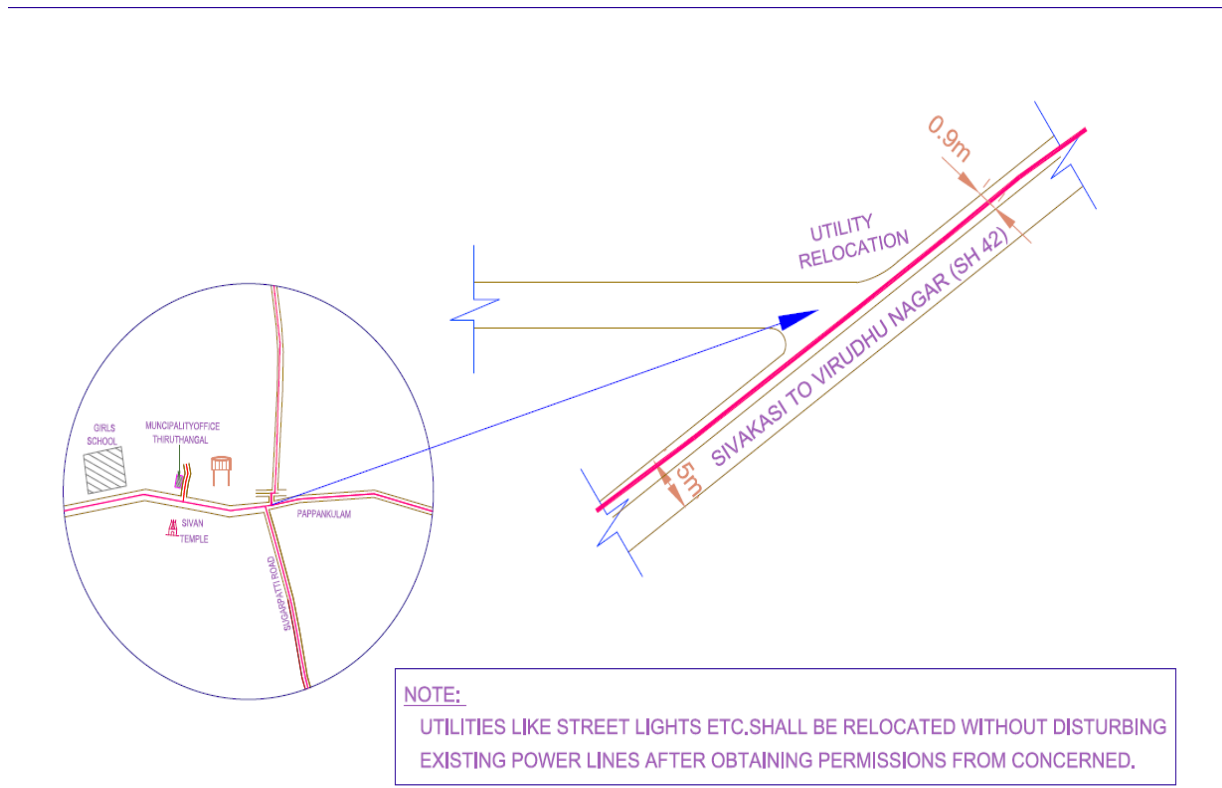 0.9m
UTILITY
RELOCATION
SIVAKASI TO VIRUDHU NAGAR (SH 42)
5m
GIRLS
SCHOOL
MUNCIPALITYOFFICE
THIRUTHANGAL
SIVAN
TEMPLE
PAPPANKULAM
SUGARPATTI ROAD
NOTE:
UTILITIES LIKE STREET LIGHTS ETC.SHALL BE RELOCATED WITHOUT DISTURBING
EXISTING POWER LINES AFTER OBTAINING PERMISSIONS FROM CONCERNED.